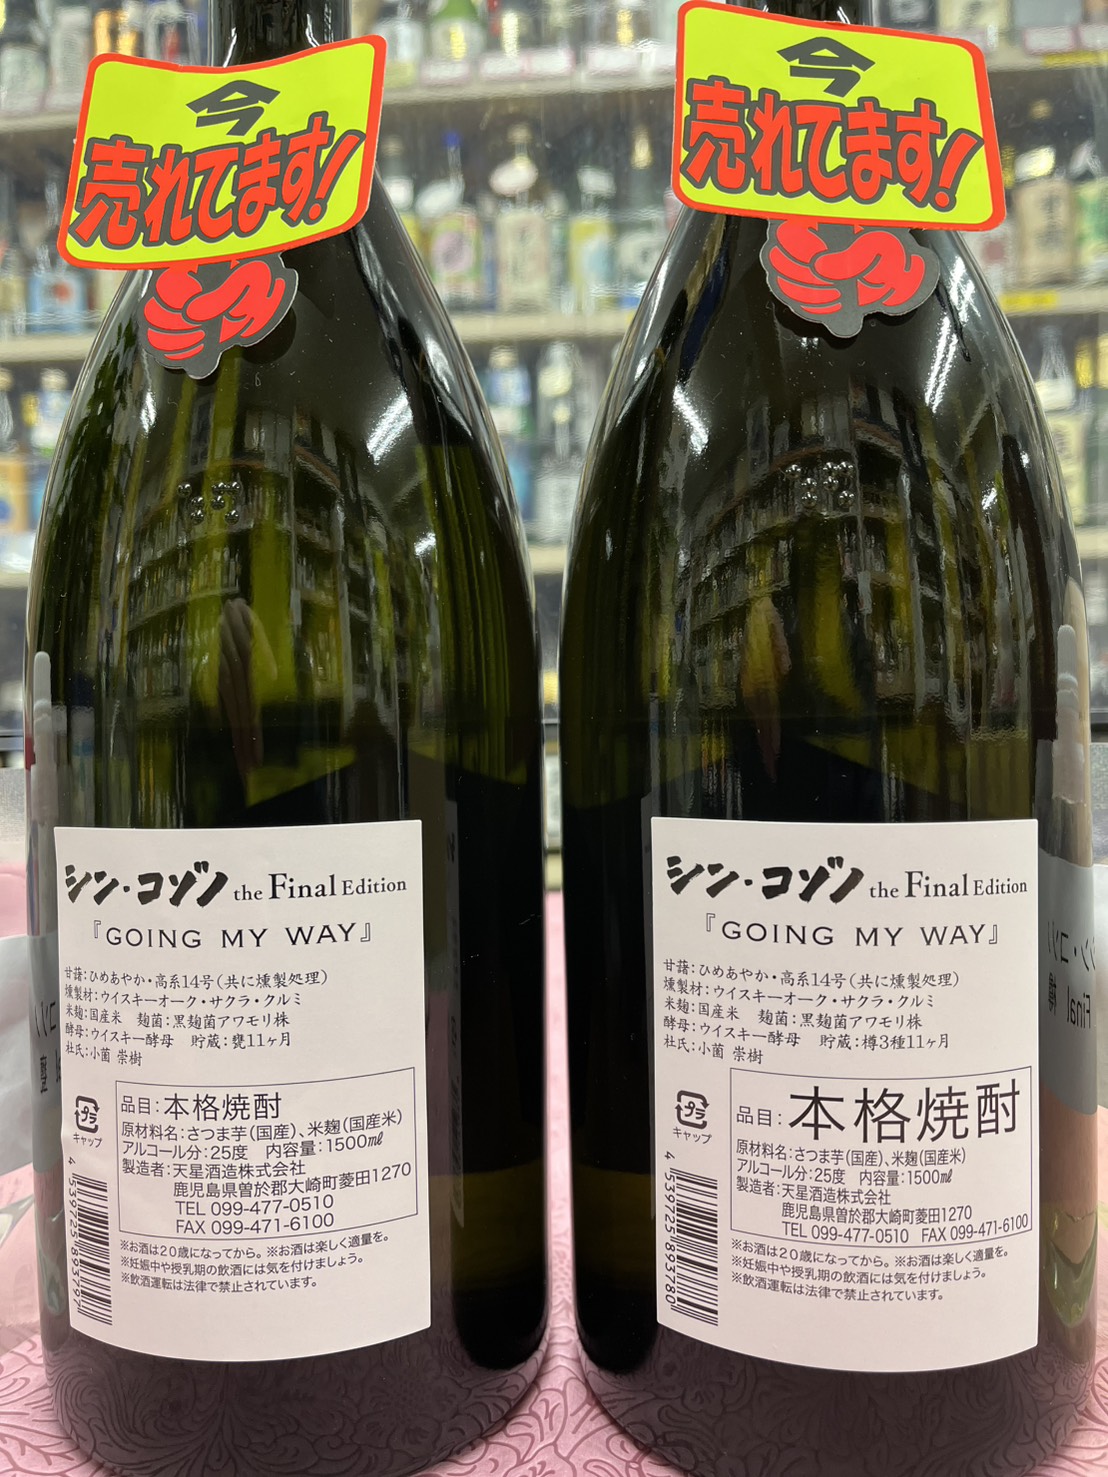 今
売れてます!
シン・コゾノ the Final Edition
『GOING MY WAY』
甘藷:ひめあやか・高系14号(共に燻製処理)
燻製材:ウイスキーオーク・サクラ・クルミ
米麹:国産米 麹菌:黒麹菌アワモリ株
酵母:ウイスキー酵母 貯蔵:甕11ヶ月
杜氏:小薗 崇樹
プラ
キャップ
品目:本格焼酎
原材料名:さつま芋(国産)、米麹(国産米)
アルコール分:25度 内容量:1500㎖
製造者:天星酒造株式会社
鹿児島県曽於郡大崎町菱田1270
TEL 099-477-0510
FAX 099-471-6100
※お酒は20歳になってから。※お酒は楽しく適量を。
※妊娠中や授乳期の飲酒には気を付けましょう。
※飲酒運転は法律で禁止されています。
4 539725 893797
今
売れてます!
シン・コゾノ the Final Edition
『GOING MY WAY』
甘藷:ひめあやか・高系14号(共に燻製処理)
燻製材:ウイスキーオーク・サクラ・クルミ
米麹:国産米 麹菌:黒麹菌アワモリ株
酵母:ウイスキー酵母 貯蔵:樽3種11ヶ月
杜氏:小薗 崇樹
プラ
キャップ
品目:本格焼酎
原材料名:さつま芋(国産)、米麹(国産米)
アルコール分:25度 内容量:1500㎖
製造者:天星酒造株式会社
鹿児島県曽於郡大崎町菱田1270
TEL 099-477-0510 FAX 099-471-6100
※お酒は20歳になってから。※お酒は楽しく適量を。
※妊娠中や授乳期の飲酒には気を付けましょう。
※飲酒運転は法律で禁止されています。
4 539725 893780
Final
樽